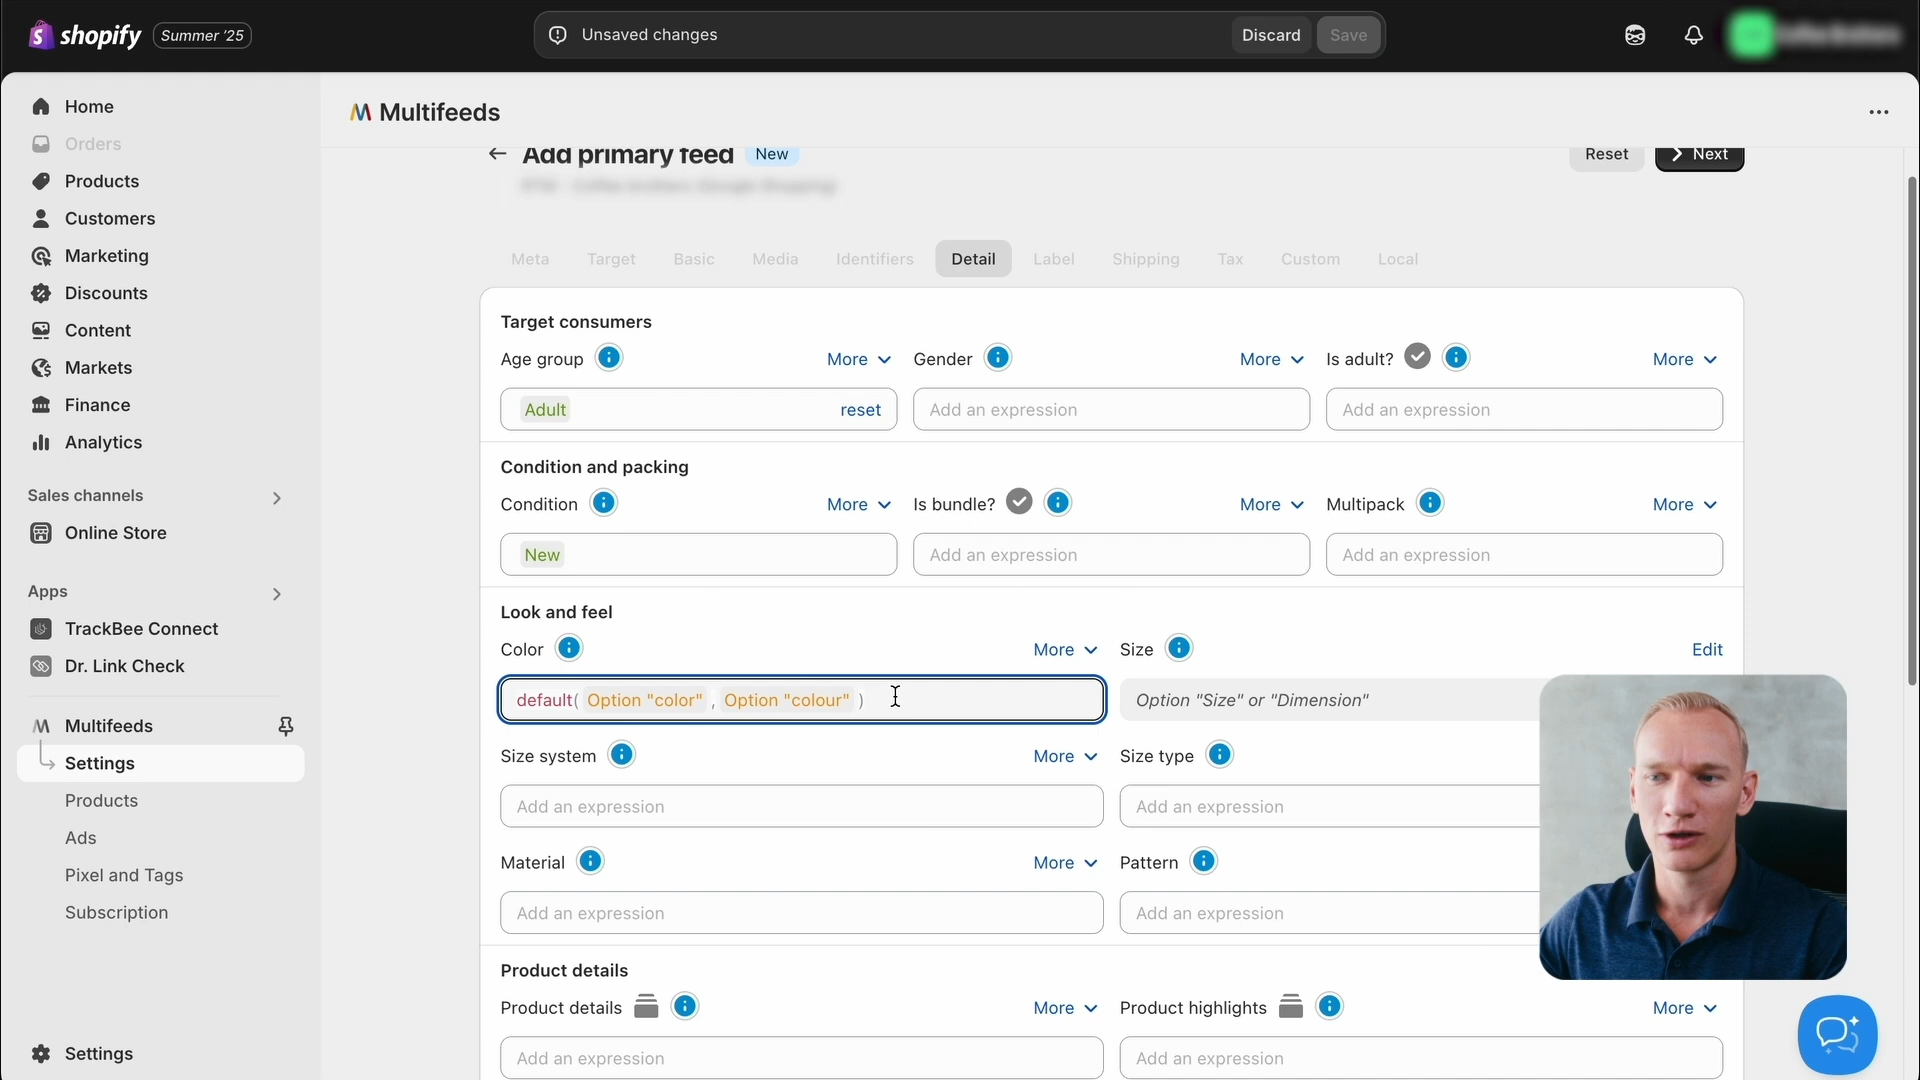 shopify
Summer '25
Unsaved changes
Discard
Save
Home
Orders
Products
Customers
Marketing
Discounts
Content
Markets
Finance
Analytics
Sales channels
Online Store
Apps
TrackBee Connect
Dr. Link Check
Multifeeds
Settings
Products
Ads
Pixel and Tags
Subscription
Settings
Multifeeds
Add primary feed
New
Reset
Next
Meta
Target
Basic
Media
Identifiers
Detail
Label
Shipping
Tax
Custom
Local
Target consumers
Age group
More
Gender
More
Is adult?
More
Adult
reset
Add an expression
Add an expression
Condition and packing
Condition
More
Is bundle?
More
Multipack
More
New
Add an expression
Add an expression
Look and feel
Color
More
Size
Edit
default( Option "color" , Option "colour" )
Option "Size" or "Dimension"
Size system
More
Size type
Add an expression
Add an expression
Material
More
Pattern
Add an expression
Add an expression
Product details
Product details
More
Product highlights
More
Add an expression
Add an expression